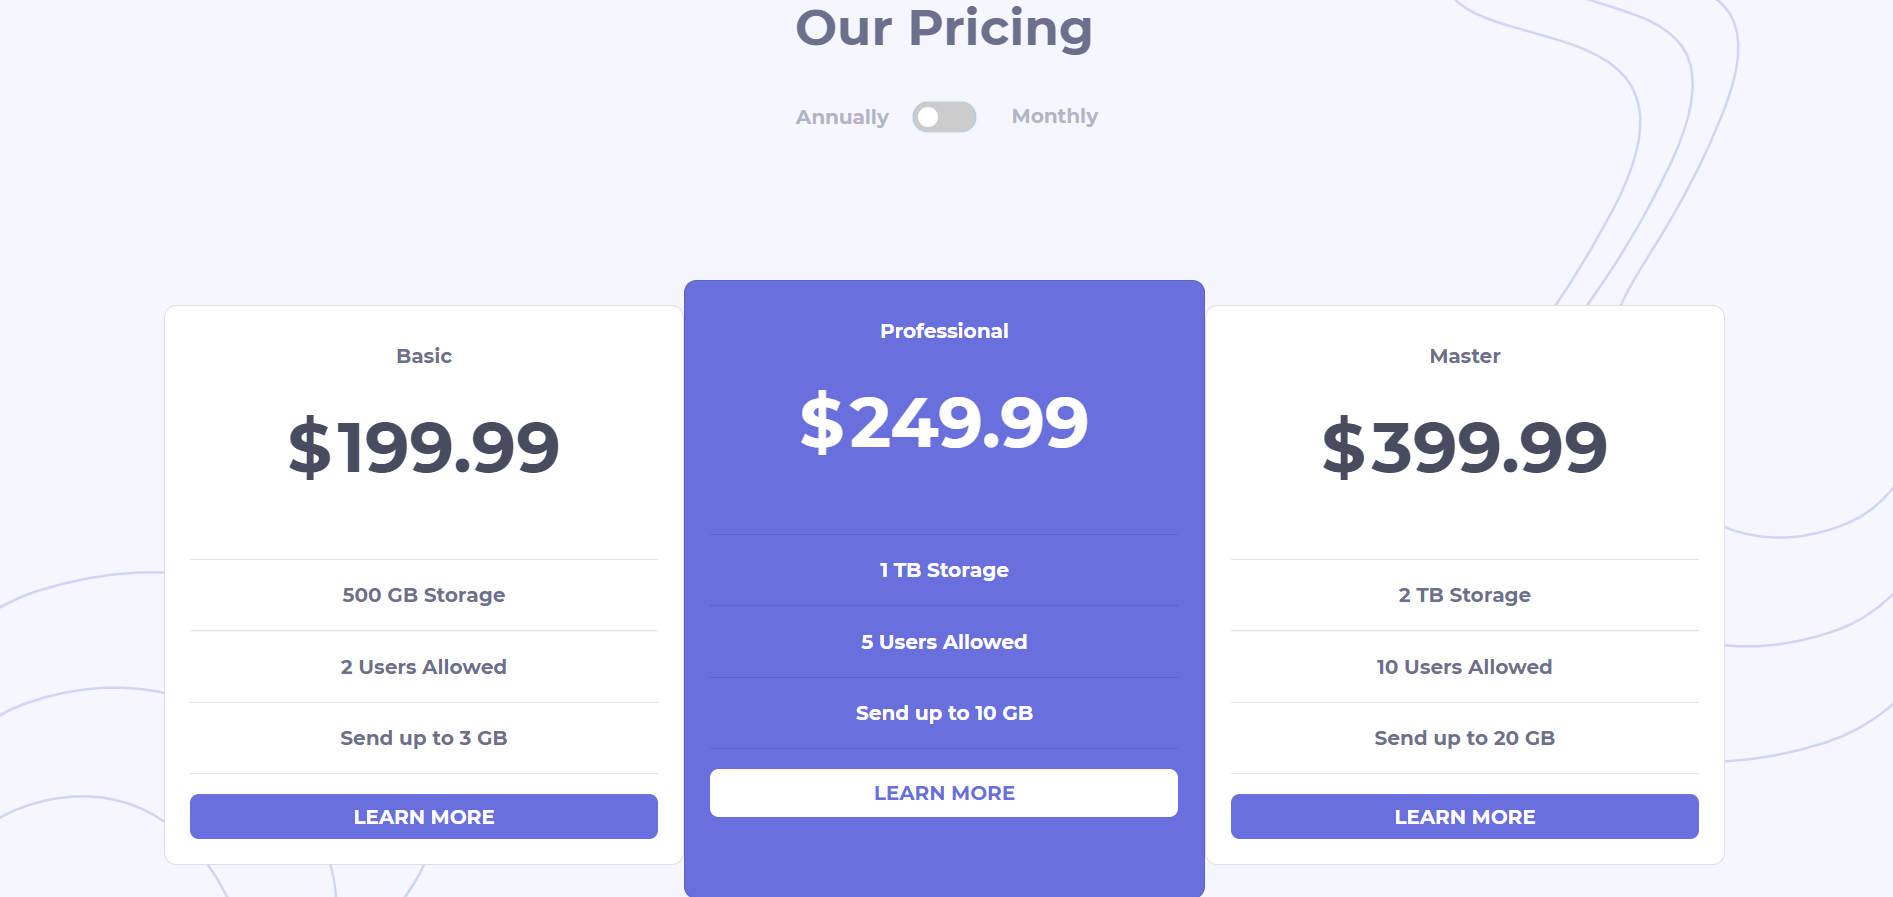 Our Pricing
Annually
Monthly
Basic
$199.99
500 GB Storage
2 Users Allowed
Send up to 3 GB
LEARN MORE
Professional
$249.99
1 TB Storage
5 Users Allowed
Send up to 10 GB
LEARN MORE
Master
$399.99
2 TB Storage
10 Users Allowed
Send up to 20 GB
LEARN MORE